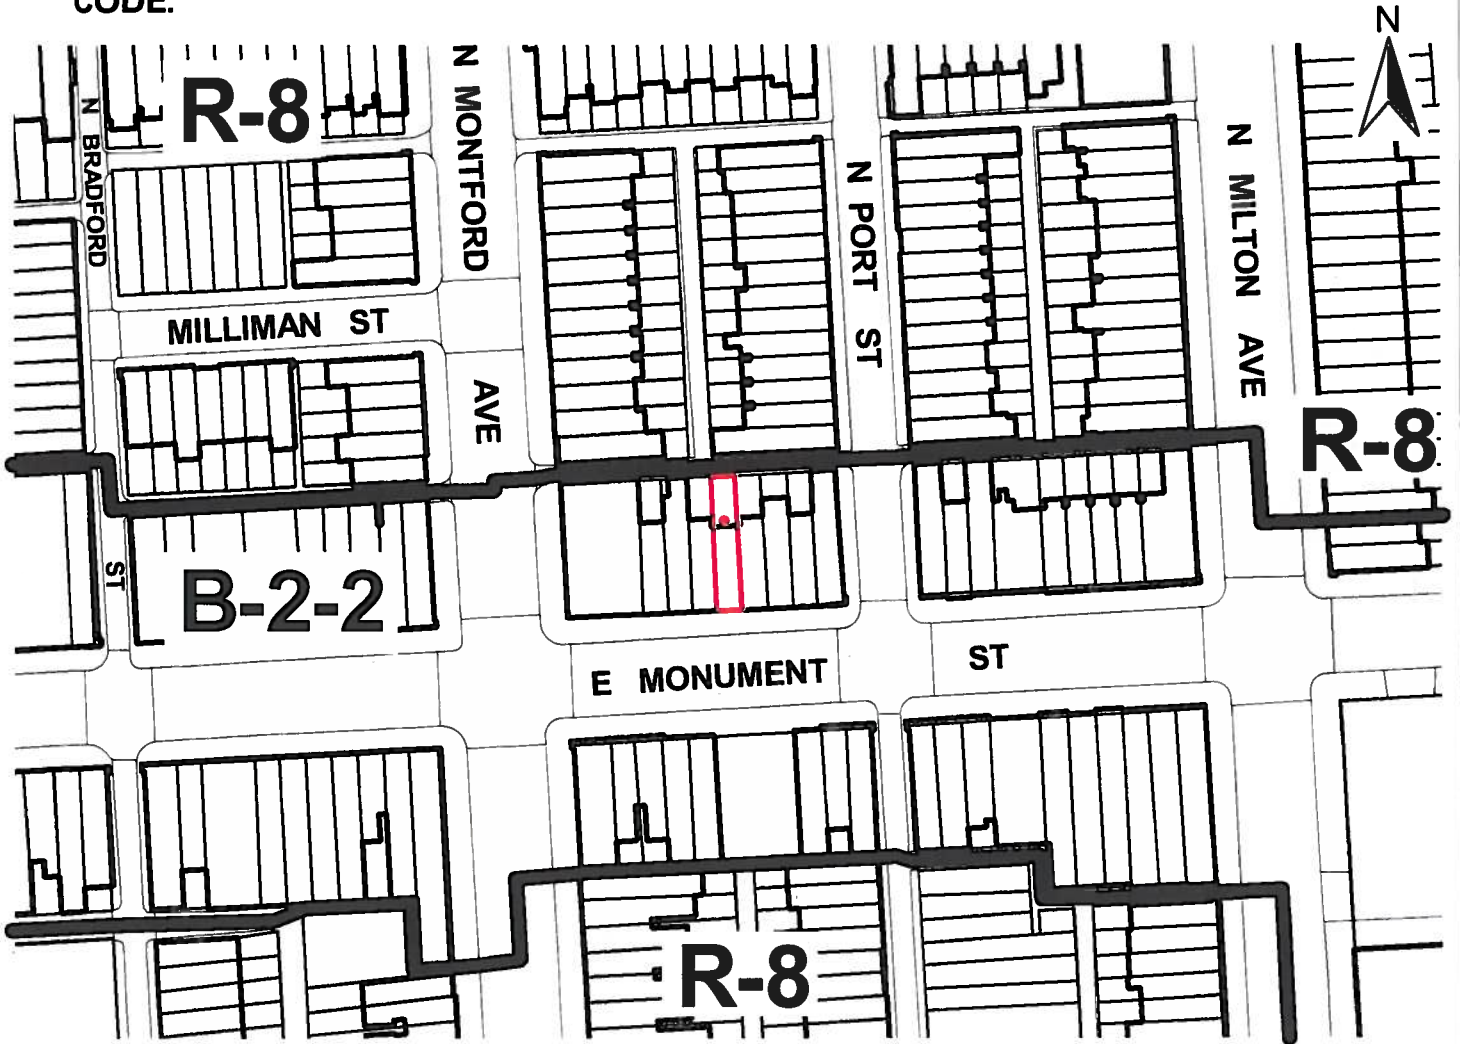 CODE.
N
R-8
N BRADFORD
ST
N MONTFORD
AVE
N PORT ST
N MILTON AVE
MILLIMAN ST
R-8
B-2-2
E MONUMENT ST
R-8